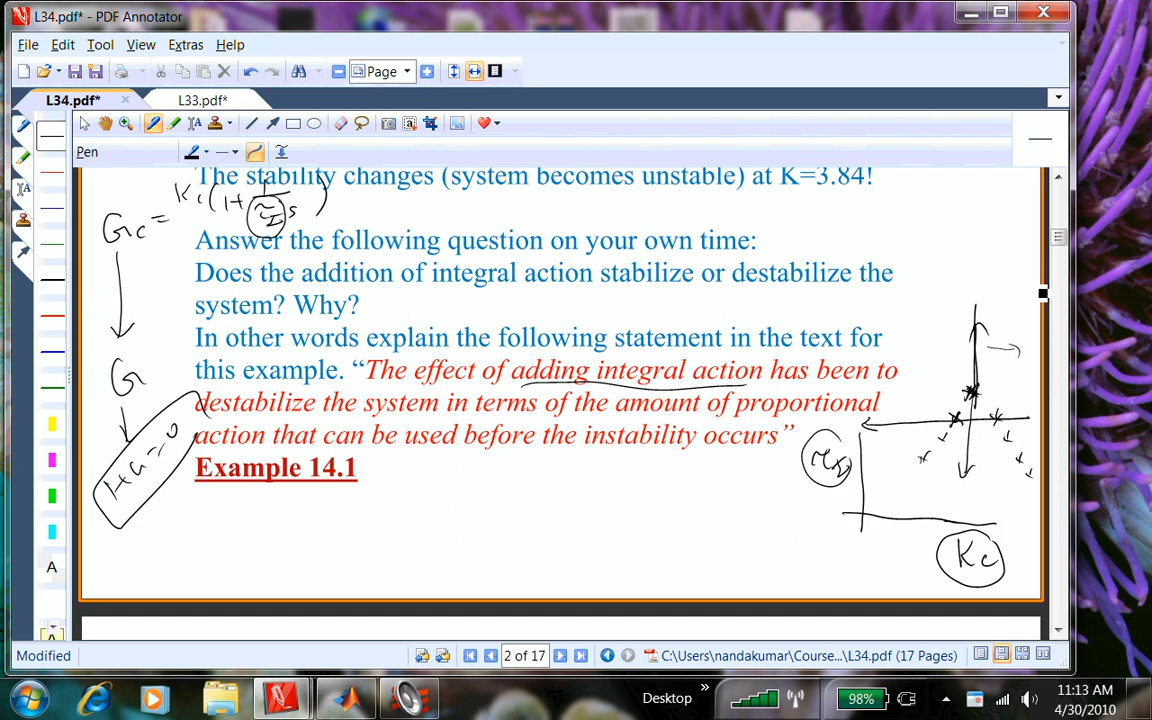 L34.pdf* - PDF Annotator
File Edit Tool View Extras Help
Page
L34.pdf* L33.pdf*
Pen
The stability changes (system becomes unstable) at K=3.84!
Gc = Kc(1+ 1/τI s)
Answer the following question on your own time:
Does the addition of integral action stabilize or destabilize the
system? Why?
In other words explain the following statement in the text for
this example. “The effect of adding integral action has been to
destabilize the system in terms of the amount of proportional
action that can be used before the instability occurs”
Example 14.1
G
1+G=0
τI
Kc
A
Modified
2 of 17
C:\Users\nandakumar\Course...\L34.pdf (17 Pages)
Desktop
98%
11:13 AM
4/30/2010